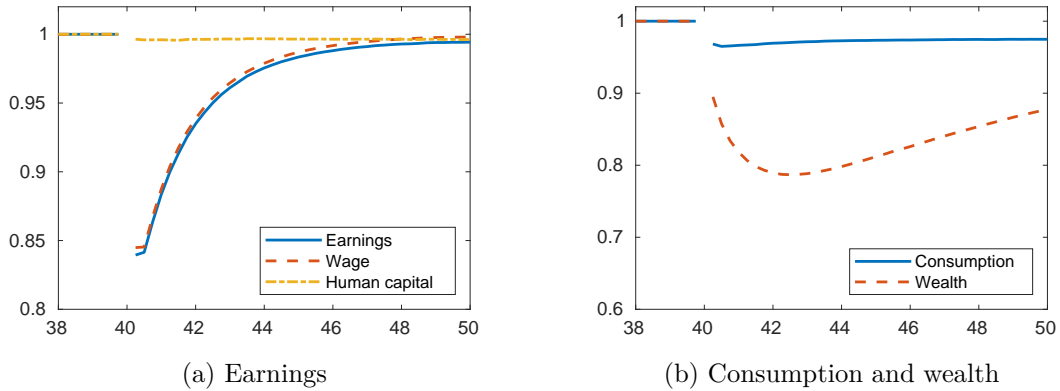 1
0.95
0.9
0.85
0.8
38 40 42 44 46 48 50
Earnings
Wage
Human capital
(a) Earnings
1
0.9
0.8
0.7
0.6
38 40 42 44 46 48 50
Consumption
Wealth
(b) Consumption and wealth